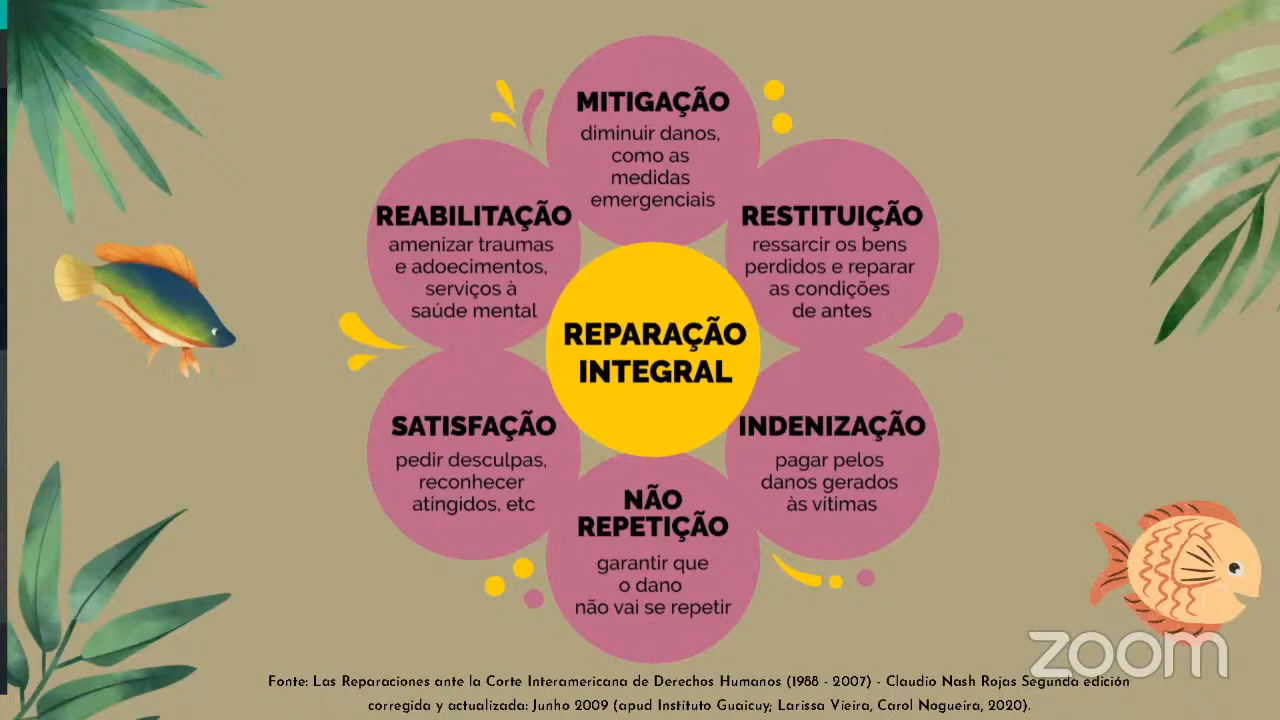 MITIGAÇÃO
diminuir danos,
como as
medidas
emergenciais
REABILITAÇÃO
amenizar traumas
e adoecimentos,
serviços à
saúde mental
RESTITUIÇÃO
ressarcir os bens
perdidos e reparar
as condições
de antes
REPARAÇÃO
INTEGRAL
SATISFAÇÃO
pedir desculpas,
reconhecer
atingidos, etc
INDENIZAÇÃO
pagar pelos
danos gerados
às vítimas
NÃO
REPETIÇÃO
garantir que
o dano
não vai se repetir
zoom
Fonte: Las Reparaciones ante la Corte Interamericana de Derechos Humanos (1988 - 2007) - Claudio Nash Rojas Segunda edición
corregida y actualizada: Junho 2009 (apud Instituto Guaicuy; Larissa Vieira, Carol Nogueira, 2020).